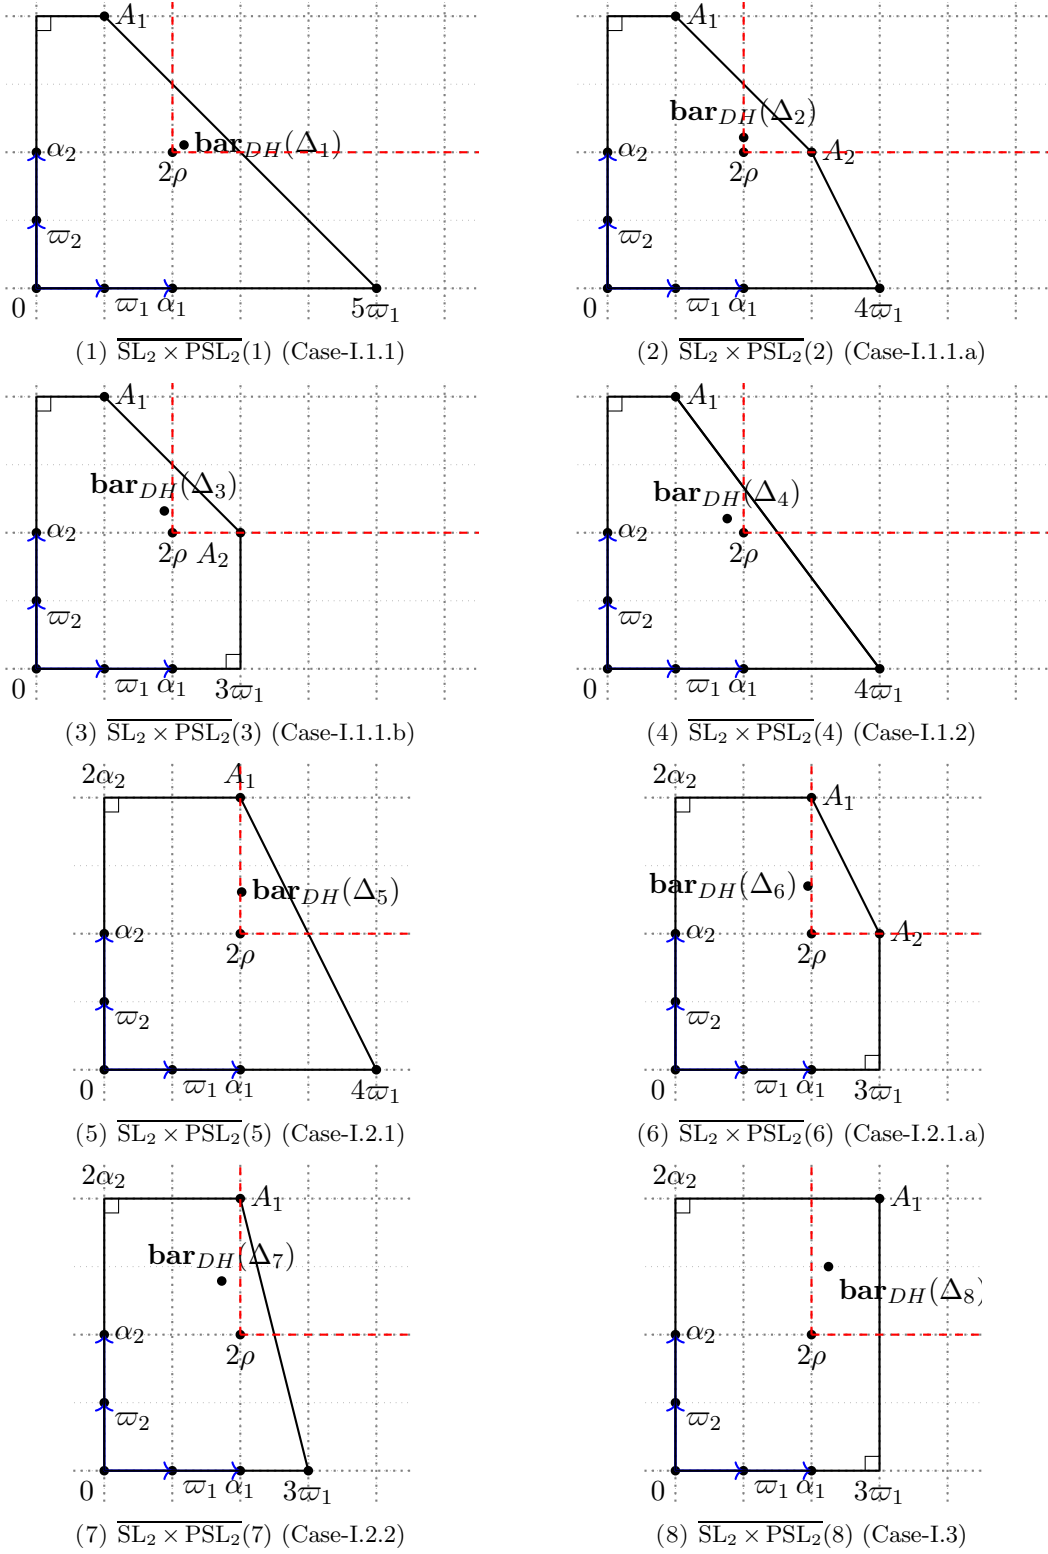 A₁ A₁
bar_DH(Δ₂)
α₂ bar_DH(Δ₁) α₂ A₂
2ρ 2ρ
ϖ₂ ϖ₂
0 ϖ₁ α₁ 5ϖ₁ 0 ϖ₁ α₁ 4ϖ₁
(1) SL₂ × PSL₂(1) (Case-I.1.1) (2) SL₂ × PSL₂(2) (Case-I.1.1.a)
A₁ A₁
bar_DH(Δ₃) bar_DH(Δ₄)
α₂ α₂
2ρ A₂ 2ρ
ϖ₂ ϖ₂
0 ϖ₁ α₁ 3ϖ₁ 0 ϖ₁ α₁ 4ϖ₁
(3) SL₂ × PSL₂(3) (Case-I.1.1.b) (4) SL₂ × PSL₂(4) (Case-I.1.2)
2α₂ A₁ 2α₂
A₁
bar_DH(Δ₅) bar_DH(Δ₆)
α₂ α₂ A₂
2ρ 2ρ
ϖ₂ ϖ₂
0 ϖ₁ α₁ 4ϖ₁ 0 ϖ₁ α₁ 3ϖ₁
(5) SL₂ × PSL₂(5) (Case-I.2.1) (6) SL₂ × PSL₂(6) (Case-I.2.1.a)
2α₂ 2α₂
A₁ A₁
bar_DH(Δ₇)
bar_DH(Δ₈)
α₂ α₂
2ρ 2ρ
ϖ₂ ϖ₂
0 ϖ₁ α₁ 3ϖ₁ 0 ϖ₁ α₁ 3ϖ₁
(7) SL₂ × PSL₂(7) (Case-I.2.2) (8) SL₂ × PSL₂(8) (Case-I.3)